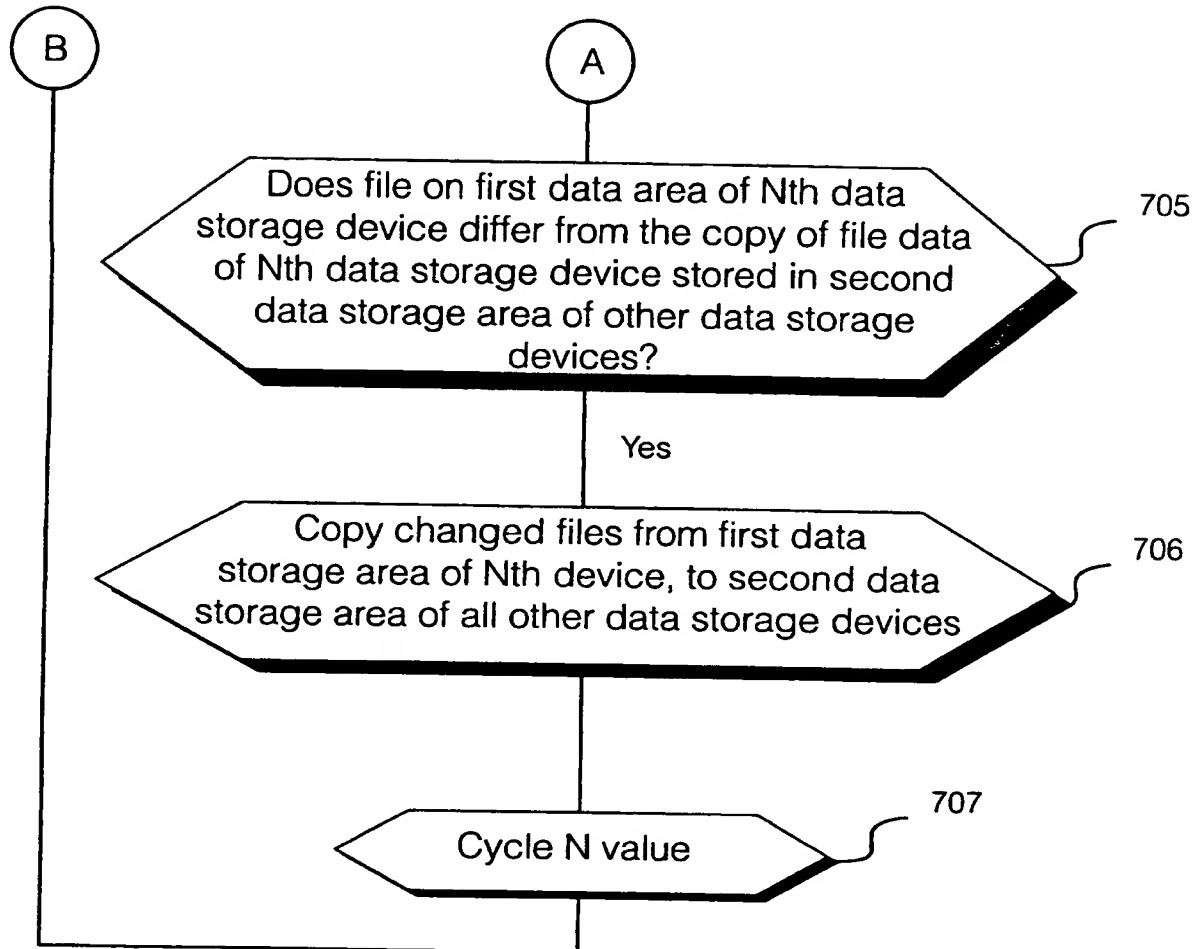 B
A
Does file on first data area of Nth data
storage device differ from the copy of file data
of Nth data storage device stored in second
data storage area of other data storage
devices?
705
Yes
Copy changed files from first data
storage area of Nth device, to second data
storage area of all other data storage devices
706
Cycle N value
707